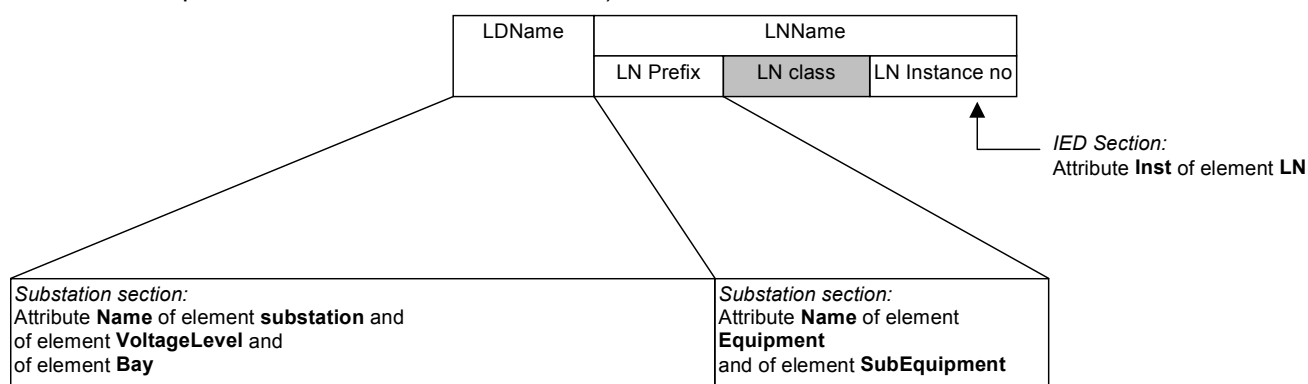 LDName
LNName
LN Prefix
LN class
LN Instance no
IED Section:
Attribute Inst of element LN
Substation section:
Attribute Name of element substation and
of element VoltageLevel and
of element Bay
Substation section:
Attribute Name of element
Equipment
and of element SubEquipment